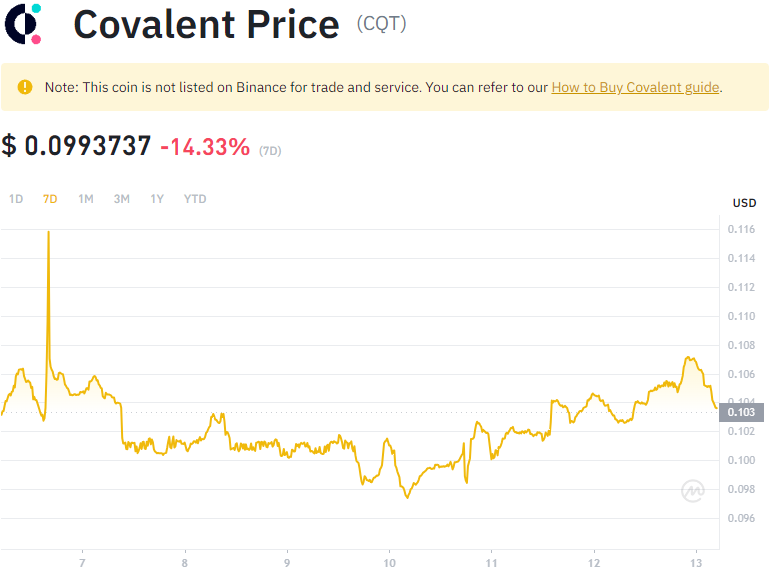 Covalent Price (CQT)
Note: This coin is not listed on Binance for trade and service. You can refer to our How to Buy Covalent guide.
$ 0.0993737 -14.33% (7D)
1D 7D 1M 3M 1Y YTD
USD
0.116
0.114
0.112
0.110
0.108
0.106
0.104
0.103
0.102
0.100
0.098
0.096
7 8 9 10 11 12 13